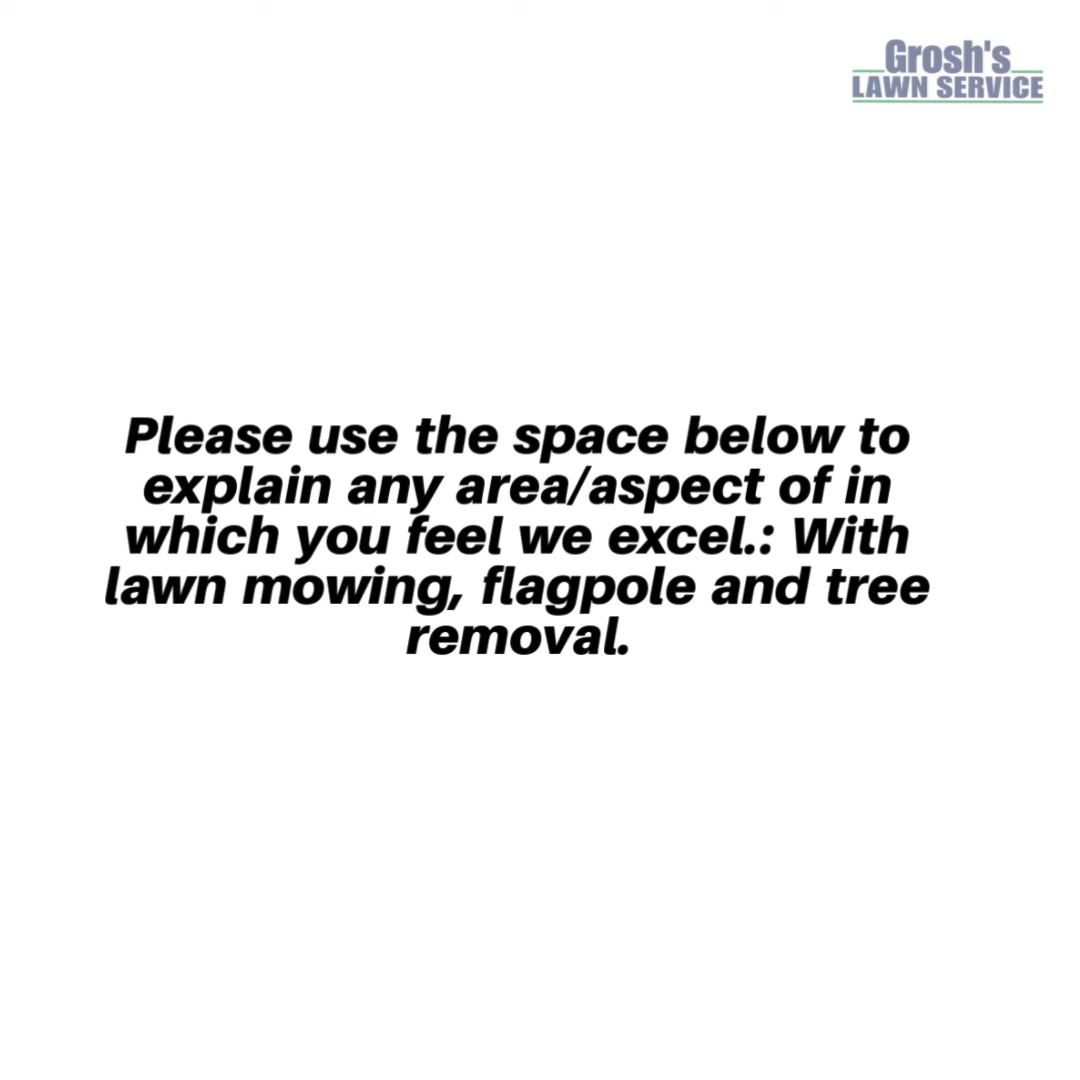 Grosh's
LAWN SERVICE
Please use the space below to
explain any area/aspect of in
which you feel we excel.: With
lawn mowing, flagpole and tree
removal.